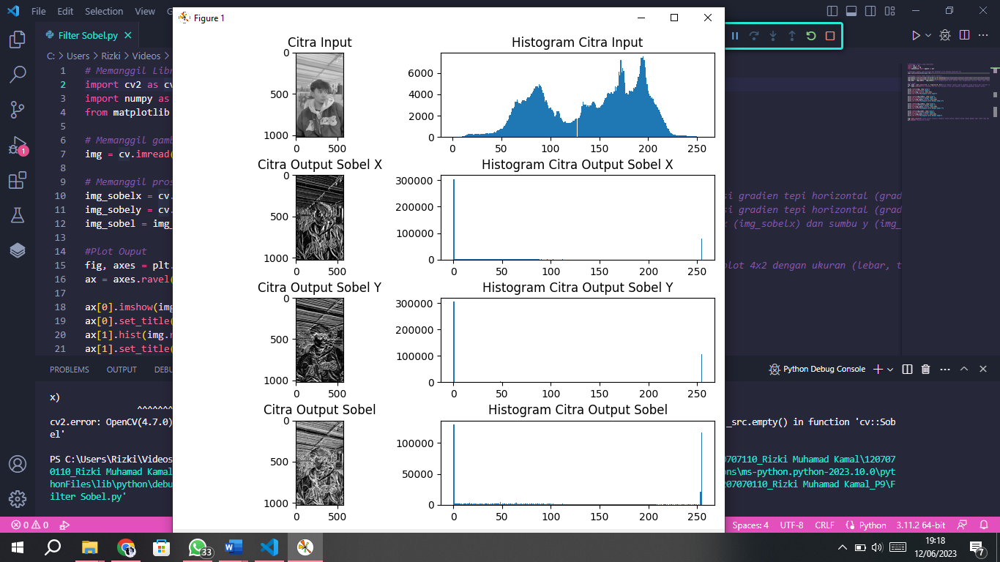 File Edit Selection View G
Figure 1
Filter Sobel.py
C: > Users > Rizki > Videos >
1 # Memanggil Libr
2 import cv2 as cv
3 import numpy as
4 from matplotlib
5
6 # Memanggil gamb
7 img = cv.imread(
8
9 # Memanggil pros
10 img_sobelx = cv. si gradien tepi horizontal (grad
11 img_sobely = cv. si gradien tepi horizontal (grad
12 img_sobel = img_ (img_sobelx) dan sumbu y (img_
13
14 #Plot Ouput
15 fig, axes = plt. plot 4x2 dengan ukuran (lebar, t
16 ax = axes.ravel(
17
18 ax[0].imshow(img
19 ax[0].set_title(
20 ax[1].hist(img.r
21 ax[1].set_title(
1
Citra Input
0
500
1000
0 500
Histogram Citra Input
6000
4000
2000
0
0 50 100 150 200 250
Citra Output Sobel X
0
500
1000
0 500
Histogram Citra Output Sobel X
300000
200000
100000
0
0 50 100 150 200 250
Citra Output Sobel Y
0
500
1000
0 500
Histogram Citra Output Sobel Y
300000
200000
100000
0
0 50 100 150 200 250
Citra Output Sobel
0
500
1000
0 500
Histogram Citra Output Sobel
100000
50000
0
0 50 100 150 200 250
PROBLEMS OUTPUT DEBU
Python Debug Console
x)
^^^^^^^^
cv2.error: OpenCV(4.7.0) _src.empty() in function 'cv::Sob
el'
PS C:\Users\Rizki\Videos 0707110_Rizki Muhamad Kamal\120707
0110_Rizki Muhamad Kamal ns\ms-python.python-2023.10.0\pyt
honFiles\lib\python\debu 207070110_Rizki Muhamad Kamal_P9\F
ilter Sobel.py'
0 0 Spaces: 4 UTF-8 CRLF Python 3.11.2 64-bit
33
19:18
12/06/2023
7